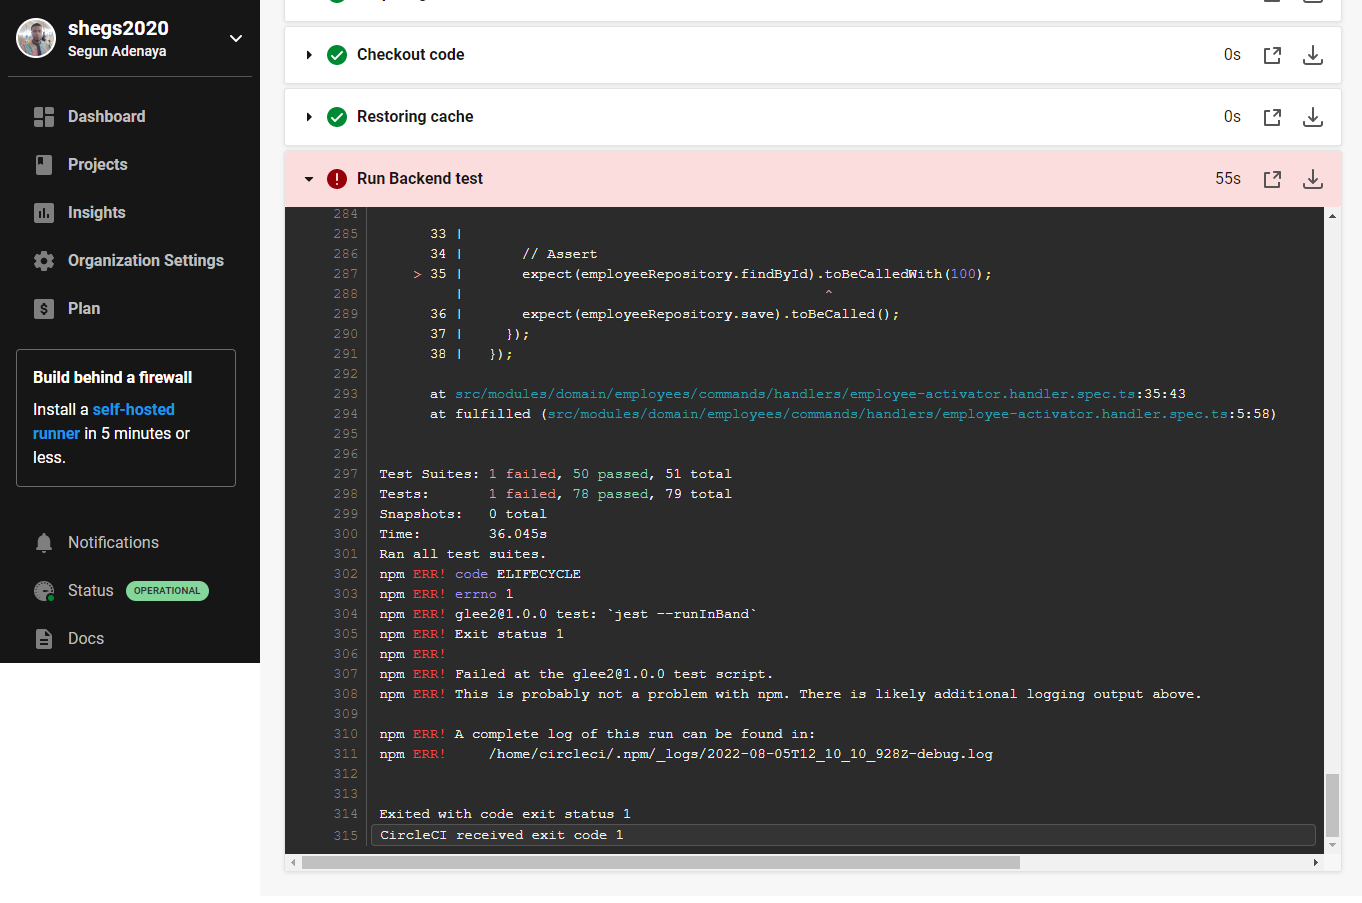 shegs2020
Segun Adenaya
Dashboard
Projects
Insights
Organization Settings
Plan
Build behind a firewall
Install a self-hosted
runner in 5 minutes or
less.
Notifications
Status OPERATIONAL
Docs
Checkout code 0s
Restoring cache 0s
Run Backend test 55s
284
285 33 |
286 34 | // Assert
287 > 35 | expect(employeeRepository.findById).toBeCalledWith(100);
288 | ^
289 36 | expect(employeeRepository.save).toBeCalled();
290 37 | });
291 38 | });
292
293 at src/modules/domain/employees/commands/handlers/employee-activator.handler.spec.ts:35:43
294 at fulfilled (src/modules/domain/employees/commands/handlers/employee-activator.handler.spec.ts:5:58)
295
296
297 Test Suites: 1 failed, 50 passed, 51 total
298 Tests: 1 failed, 78 passed, 79 total
299 Snapshots: 0 total
300 Time: 36.045s
301 Ran all test suites.
302 npm ERR! code ELIFECYCLE
303 npm ERR! errno 1
304 npm ERR! glee2@1.0.0 test: `jest --runInBand`
305 npm ERR! Exit status 1
306 npm ERR!
307 npm ERR! Failed at the glee2@1.0.0 test script.
308 npm ERR! This is probably not a problem with npm. There is likely additional logging output above.
309
310 npm ERR! A complete log of this run can be found in:
311 npm ERR! /home/circleci/.npm/_logs/2022-08-05T12_10_10_928Z-debug.log
312
313
314 Exited with code exit status 1
315 CircleCI received exit code 1